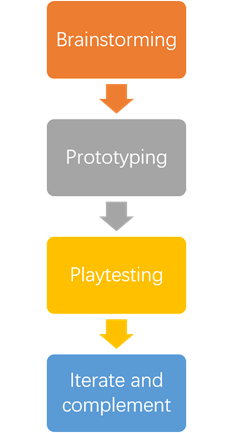 Brainstorming
Prototyping
Playtesting
Iterate and
complement